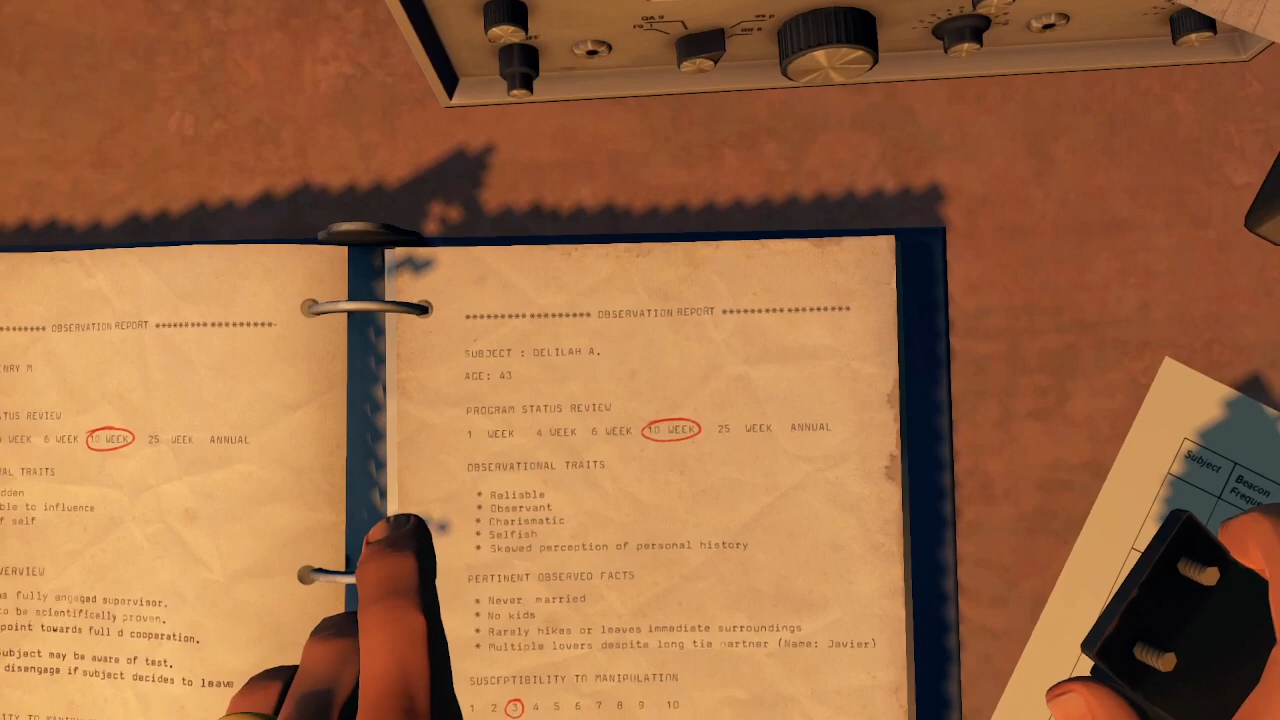 QA 9
******** OBSERVATION REPORT *****************-
NRY M
TATUS REVIEW
WEEK 6 WEEK 10 WEEK 25 WEEK ANNUAL
AL TRAITS
dden
ble to influence
f self
VERVIEW
s fully engaged supervisor.
to be scientifically proven.
point towards full d cooperation.
ubject may be aware of test.
disengage if subject decides to leave
***************** OBSERVATION REPORT *****************
SUBJECT : DELILAH A.
AGE: 43
PROGRAM STATUS REVIEW
1 WEEK 4 WEEK 6 WEEK 10 WEEK 25 WEEK ANNUAL
OBSERVATIONAL TRAITS
* Reliable
* Observant
* Charismatic
* Selfish
* Skewed perception of personal history
PERTINENT OBSERVED FACTS
* Never married
* No kids
* Rarely hikes or leaves immediate surroundings
* Multiple lovers despite long tie partner (Name: Javier)
SUSCEPTIBILITY TO MANIPULATION
1 2 3 4 5 6 7 8 9 10
Subject
Beacon
Freque